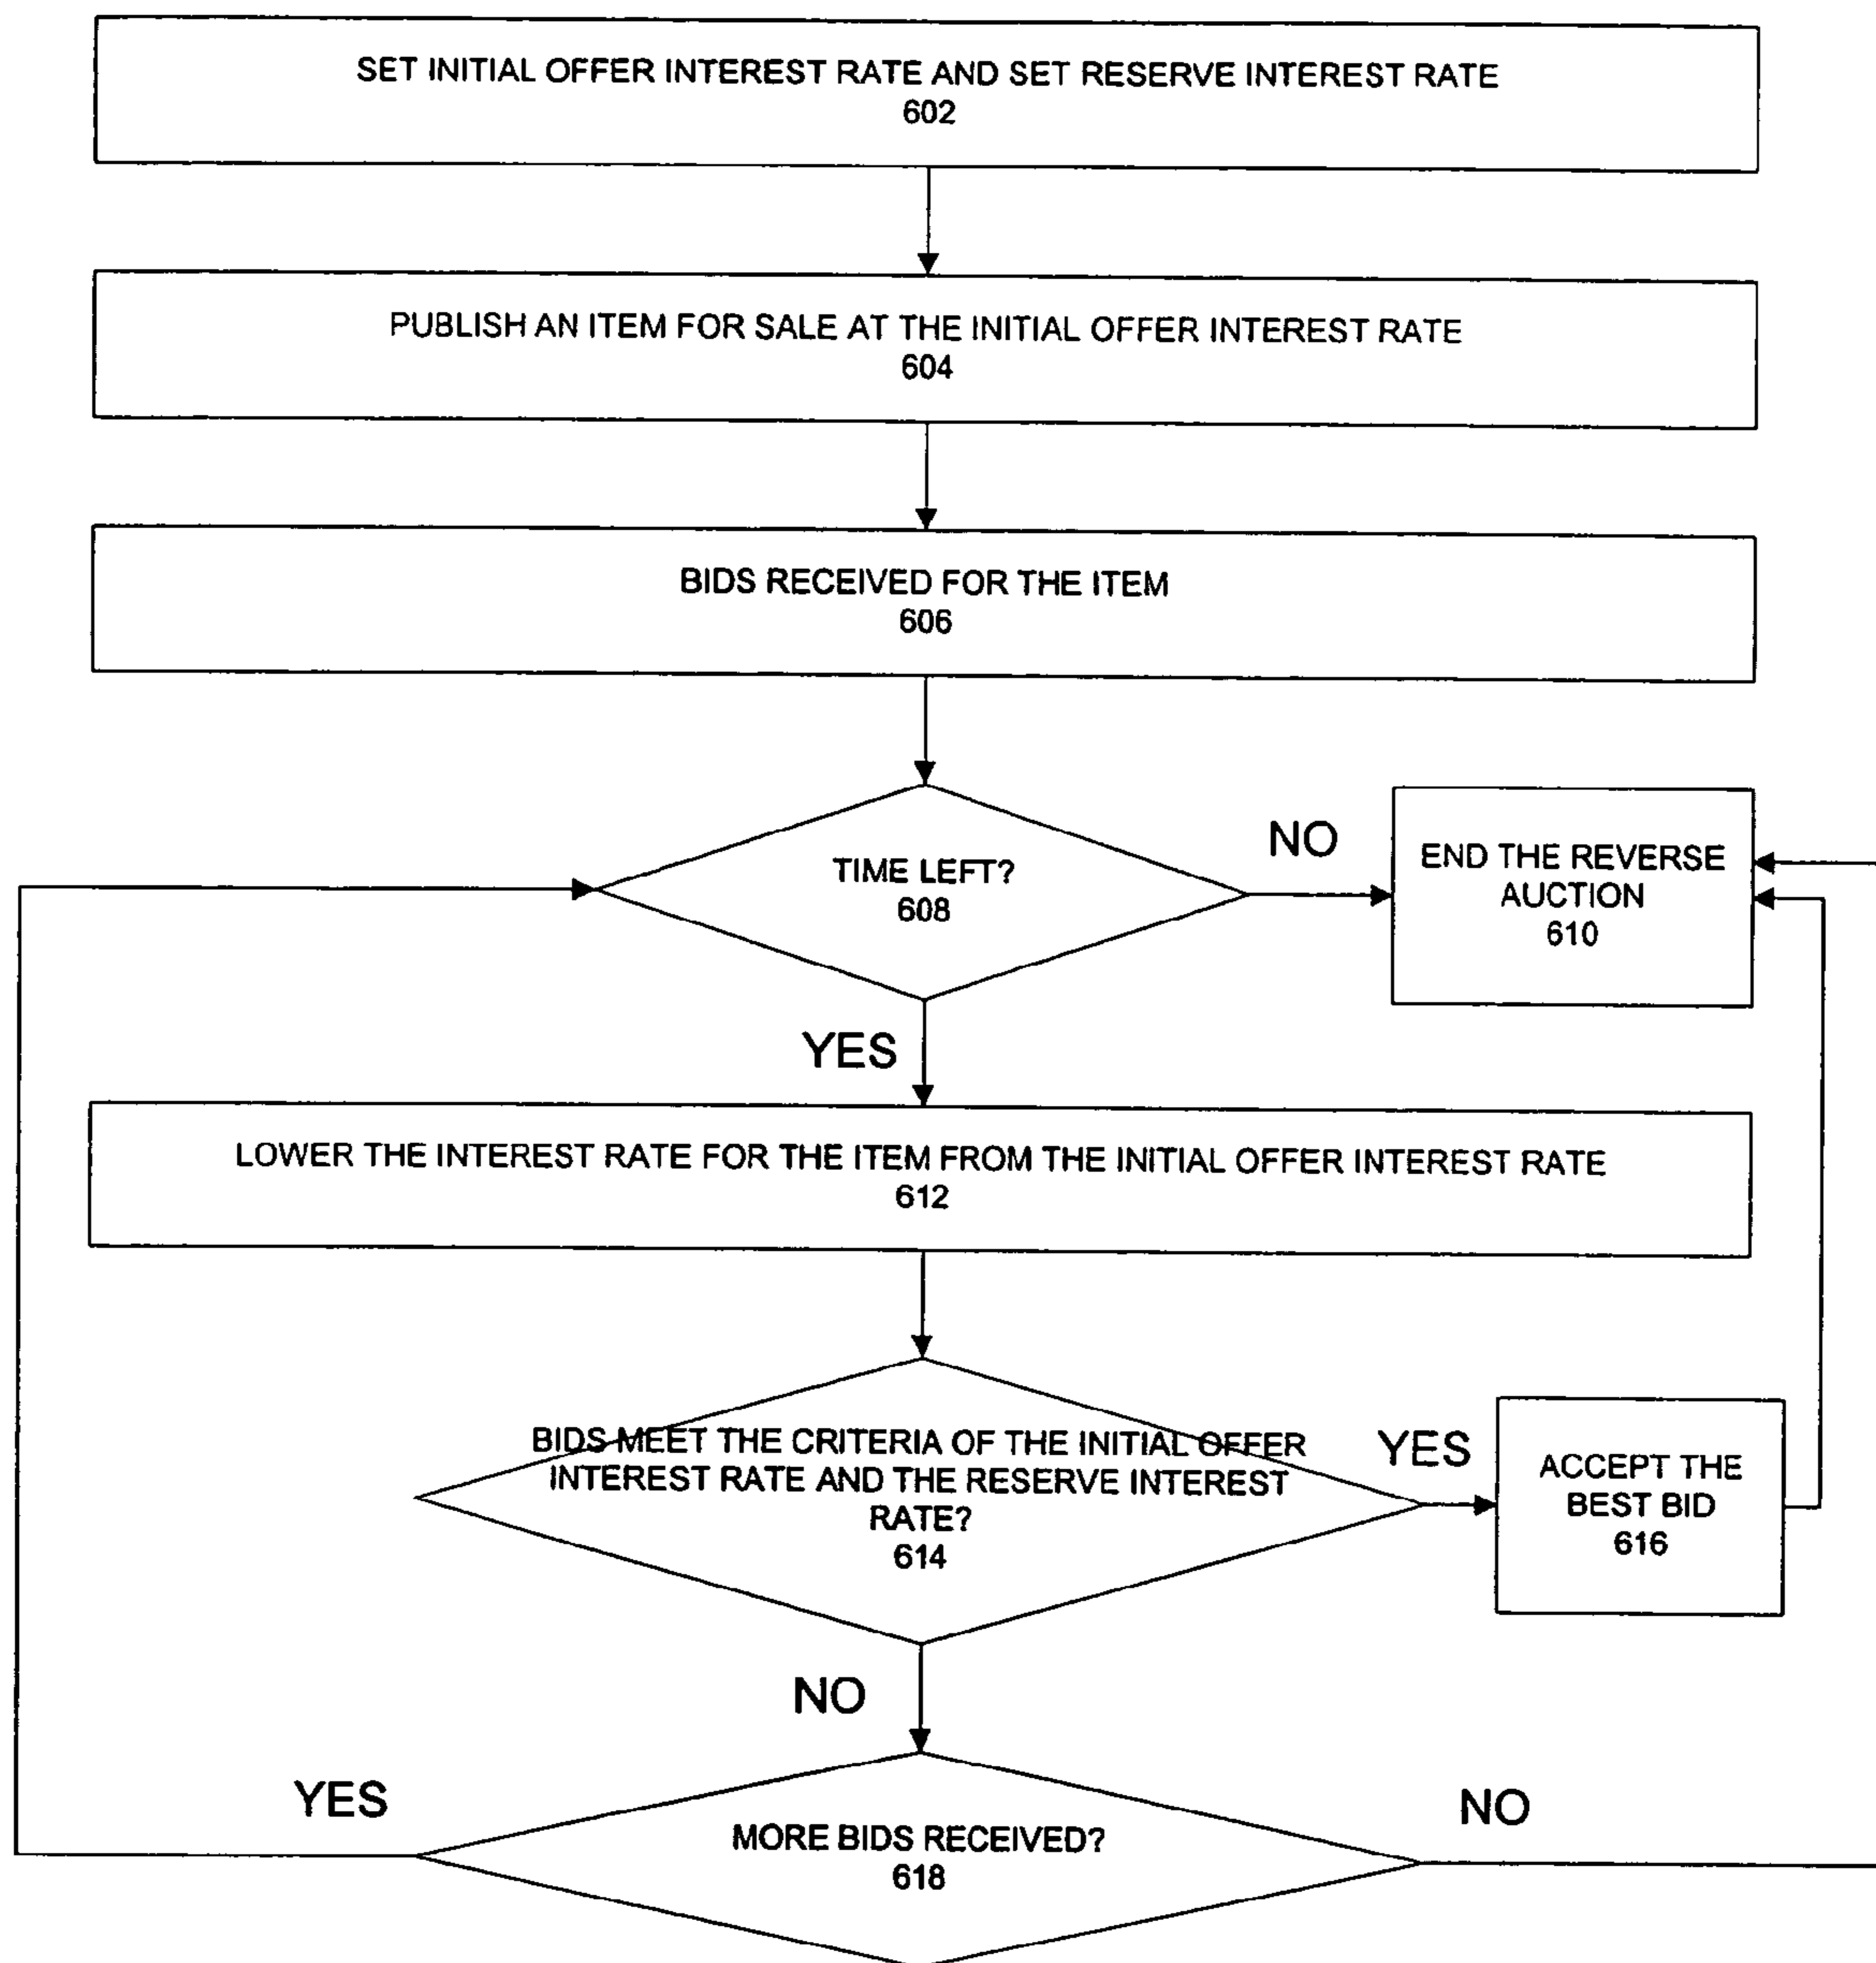 SET INITIAL OFFER INTEREST RATE AND SET RESERVE INTEREST RATE
602
PUBLISH AN ITEM FOR SALE AT THE INITIAL OFFER INTEREST RATE
604
BIDS RECEIVED FOR THE ITEM
606
TIME LEFT?
608
NO
END THE REVERSE
AUCTION
610
YES
LOWER THE INTEREST RATE FOR THE ITEM FROM THE INITIAL OFFER INTEREST RATE
612
BIDS MEET THE CRITERIA OF THE INITIAL OFFER
INTEREST RATE AND THE RESERVE INTEREST
RATE?
614
YES
ACCEPT THE
BEST BID
616
NO
YES
MORE BIDS RECEIVED?
618
NO